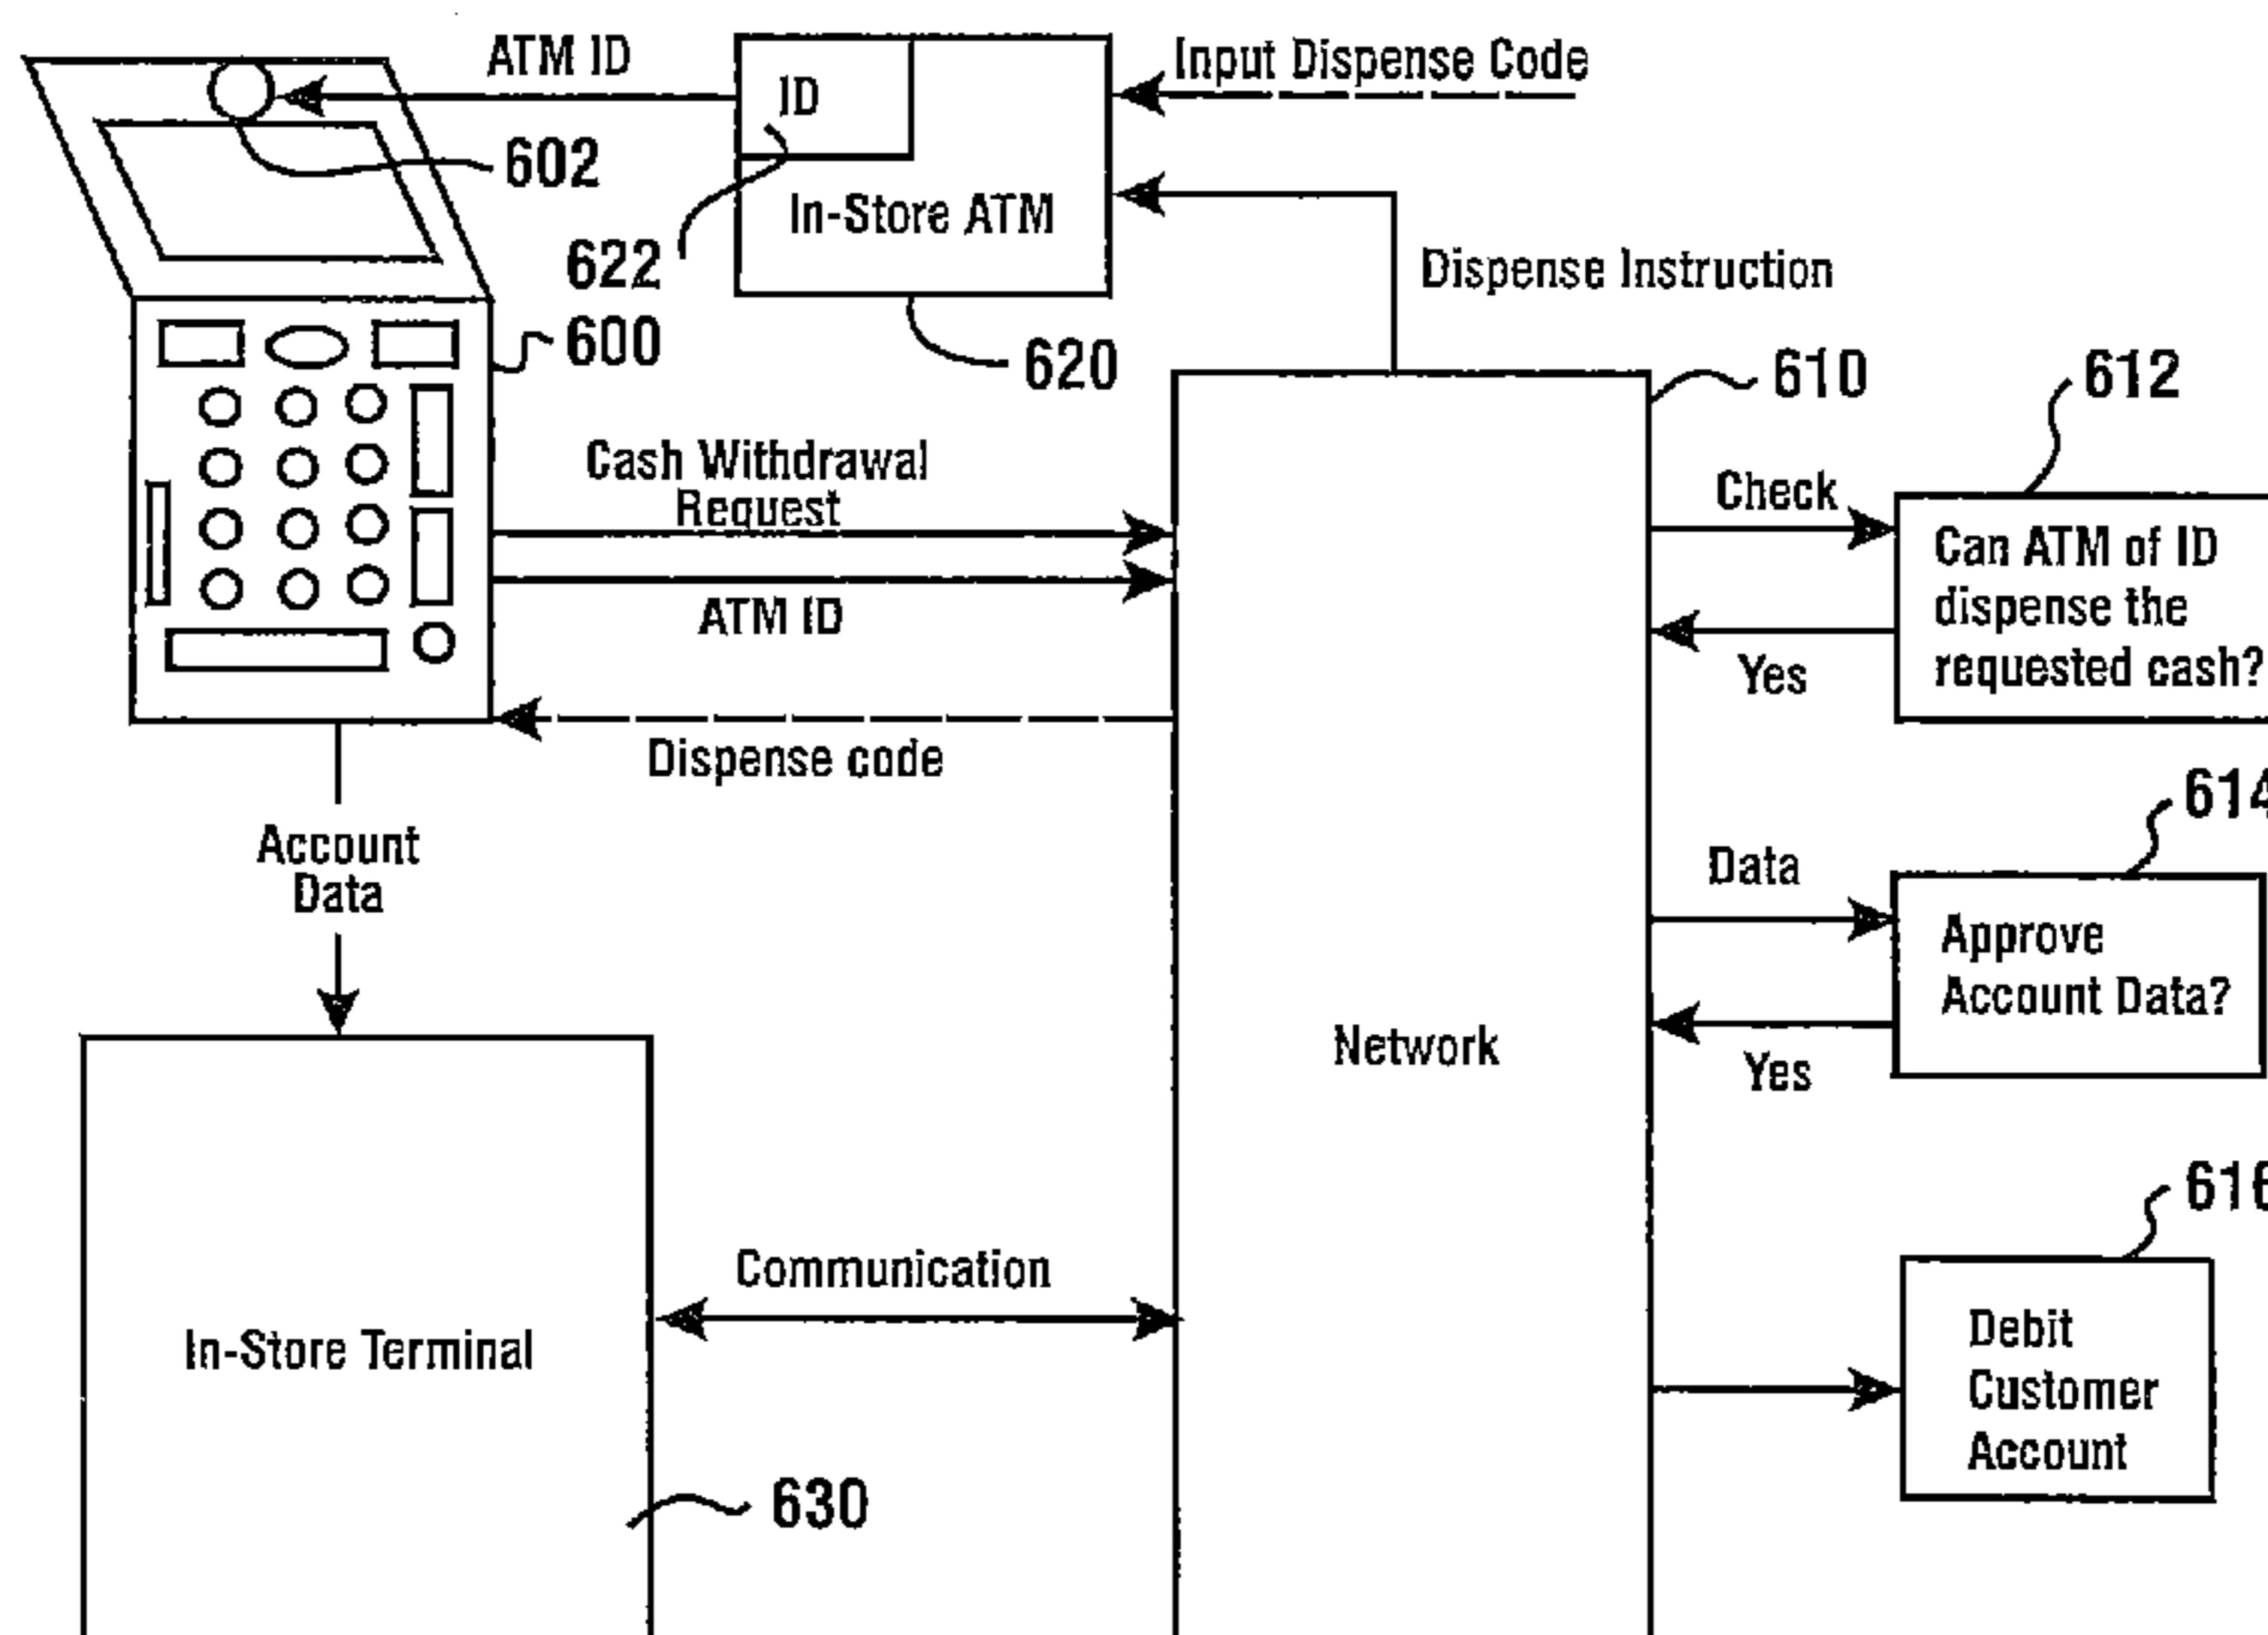 ATM ID
ID
Input Dispense Code
602
In-Store ATM
622
Dispense Instruction
600
620
610
612
Cash Withdrawal
Request
Check
Can ATM of ID
dispense the
requested cash?
ATM ID
Yes
Dispense code
614
Account
Data
Data
Approve
Account Data?
Network
Yes
616
Communication
In-Store Terminal
Debit
Customer
Account
630